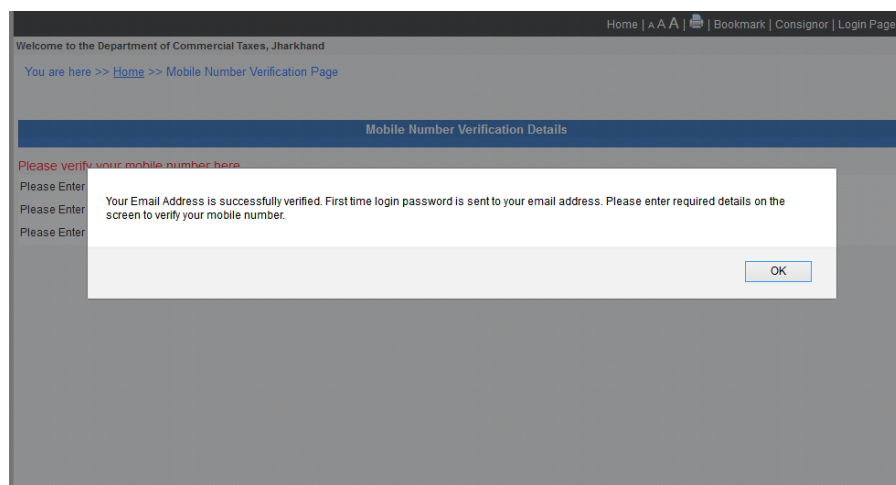 Home | A A A | | Bookmark | Consignor | Login Page
Welcome to the Department of Commercial Taxes, Jharkhand
You are here >> Home >> Mobile Number Verification Page
Mobile Number Verification Details
Please verify your mobile number here
Please Enter
Your Email Address is successfully verified. First time login password is sent to your email address. Please enter required details on the
screen to verify your mobile number.
Please Enter
Please Enter
OK